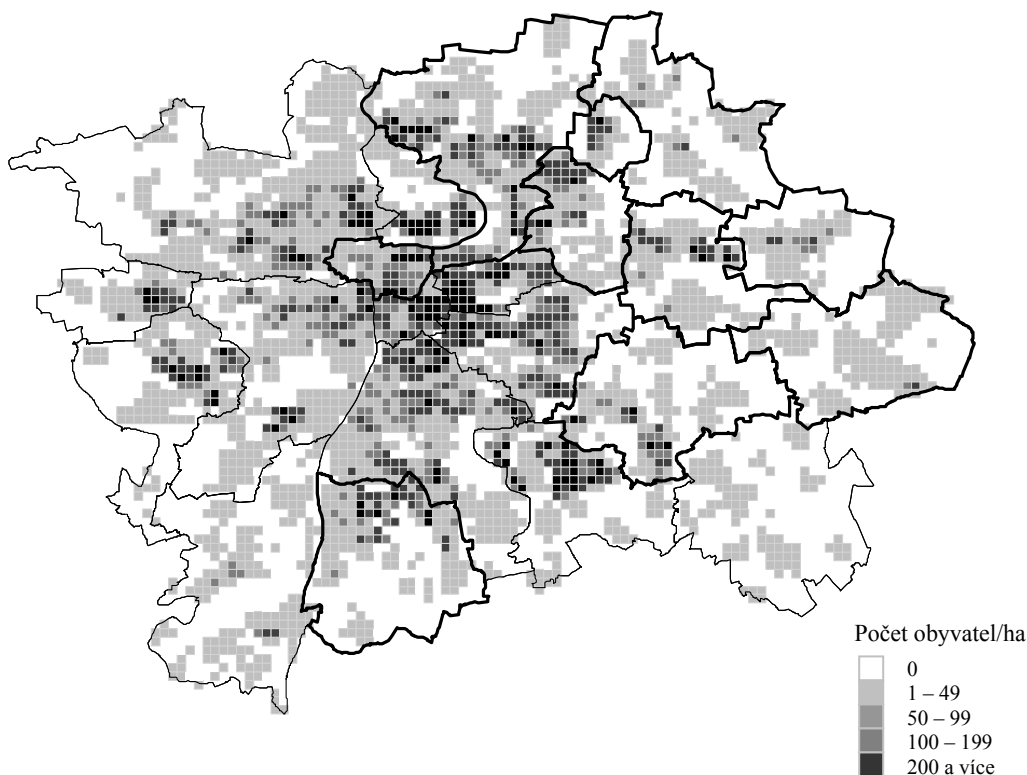 Počet obyvatel/ha
0
1 – 49
50 – 99
100 – 199
200 a více